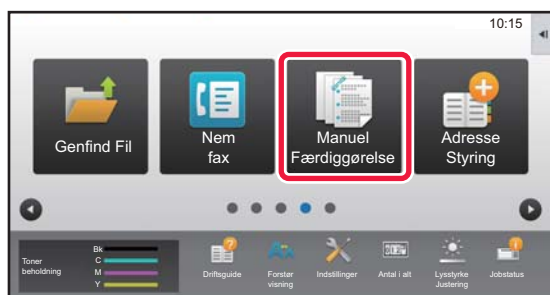 10:15
Genfind Fil
Nem
fax
Manuel
Færdiggørelse
Adresse
Styring
Toner
beholdning
Bk
C
M
Y
Driftsguide
Forstør
visning
Indstillinger
Antal i alt
Lysstyrke
Justering
Jobstatus